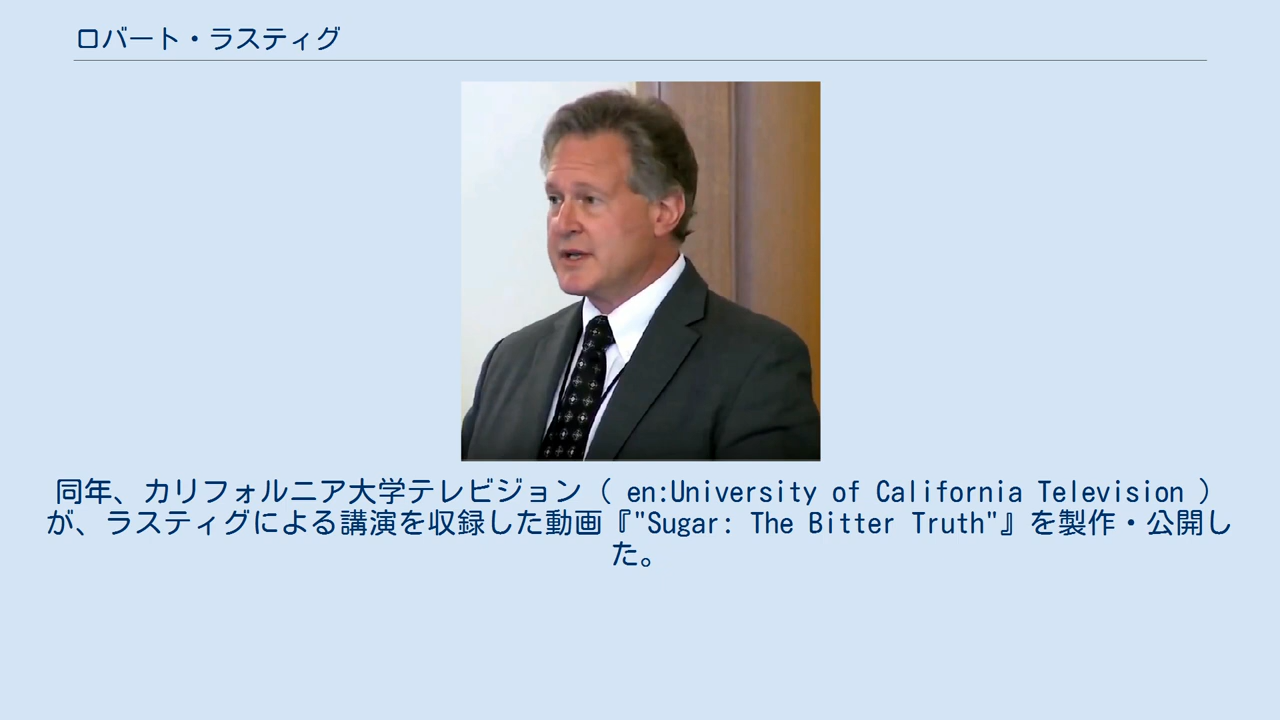 ロバート・ラスティグ
同年、カリフォルニア大学テレビジョン（ en:University of California Television ）
が、ラスティグによる講演を収録した動画『"Sugar: The Bitter Truth"』を製作・公開し
た。